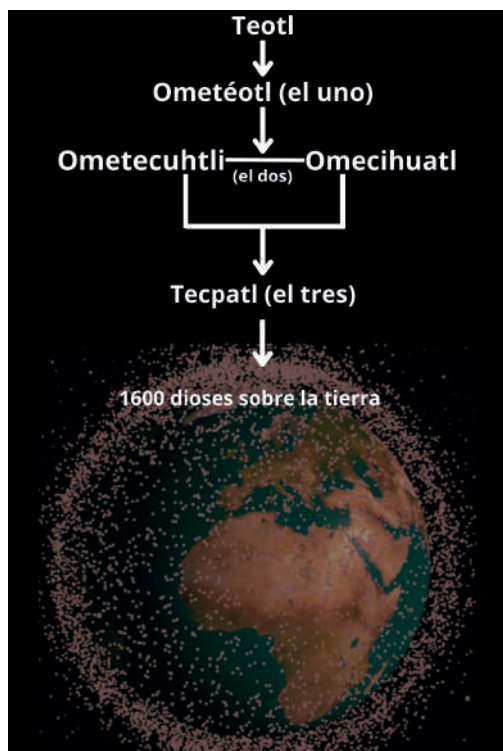 Teotl
Ometéotl (el uno)
Ometecuhtli Omecihuatl
(el dos)
Tecpatl (el tres)
1600 dioses sobre la tierra